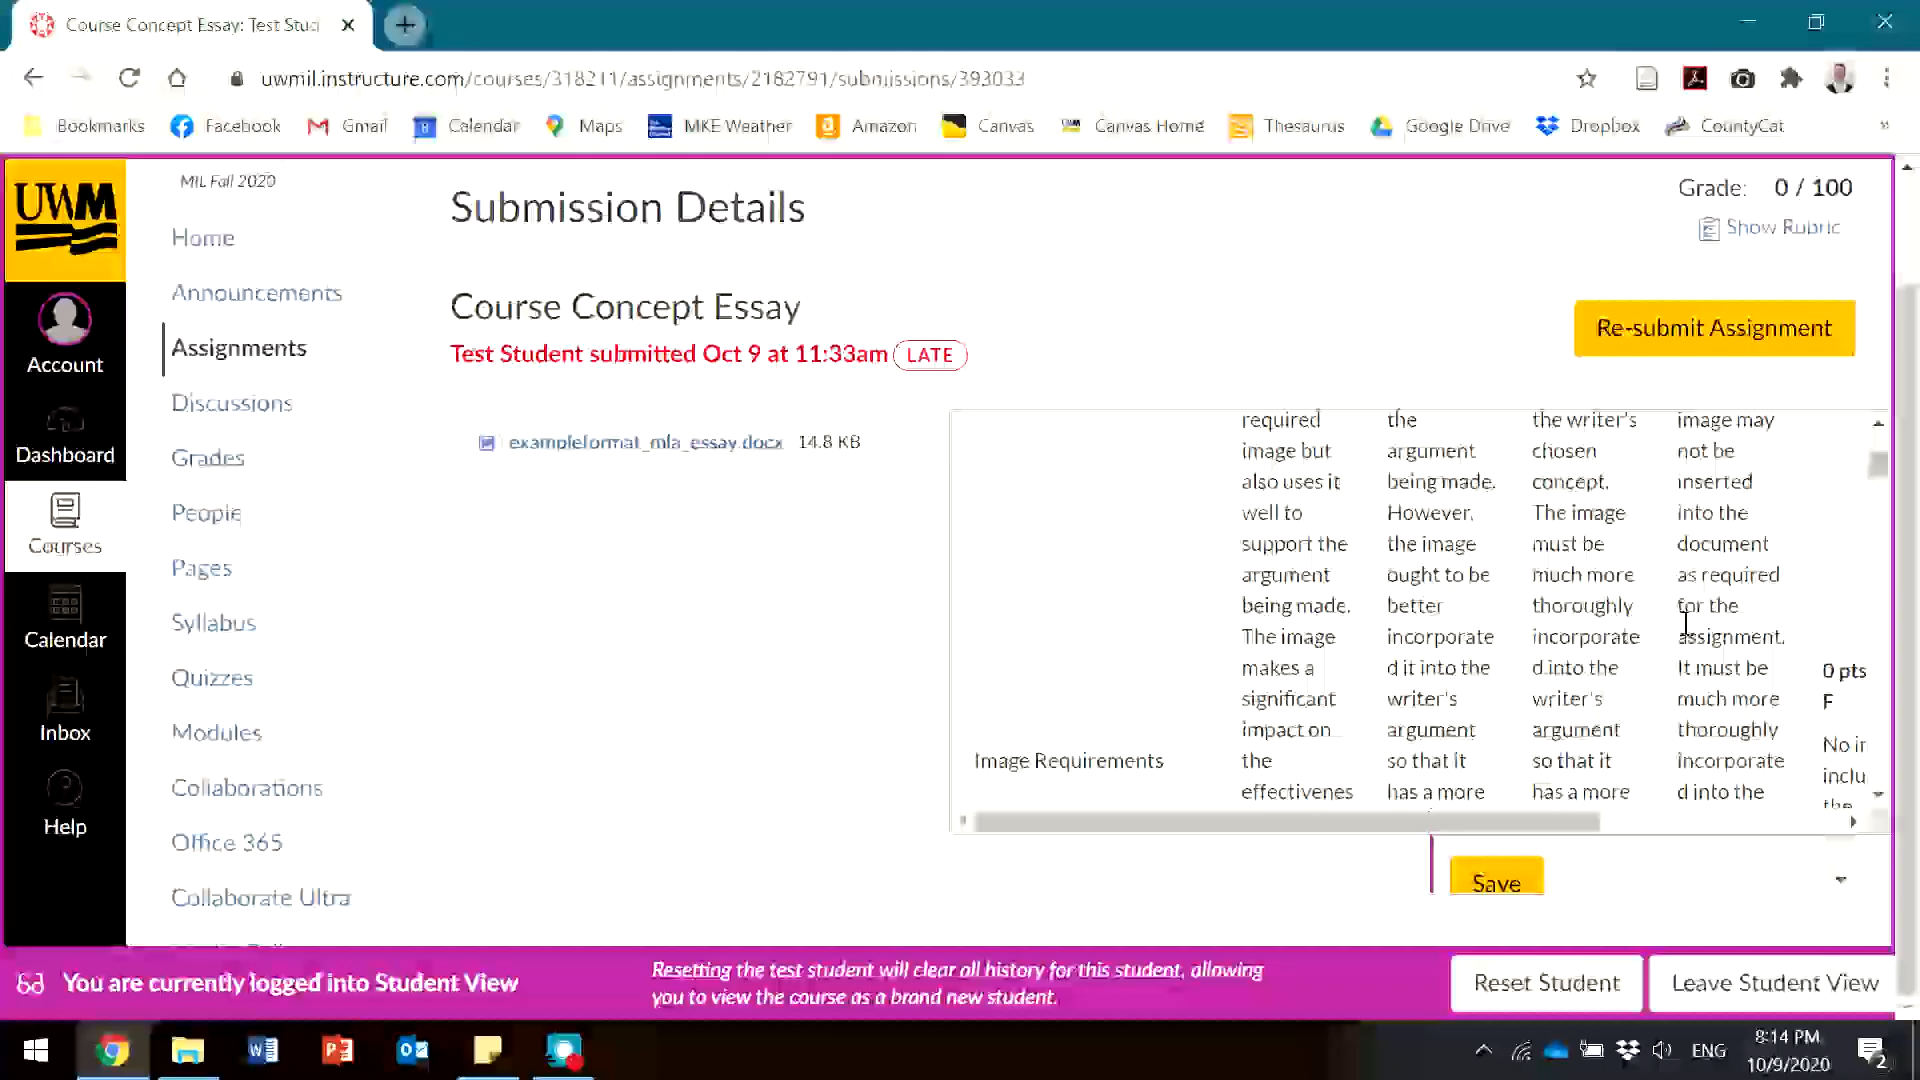 Course Concept Essay: Test Stud
uwmil.instructure.com/courses/318211/assignments/2182791/submissions/393033
Bookmarks Facebook Gmail Calendar Maps MKE Weather Amazon Canvas Canvas Home Thesaurus Google Drive Dropbox CountyCat »
UWM
Account
Dashboard
Courses
Calendar
Inbox
Help
MIL Fall 2020
Home
Announcements
Assignments
Discussions
Grades
People
Pages
Syllabus
Quizzes
Modules
Collaborations
Office 365
Collaborate Ultra
Submission Details
Grade: 0 / 100
Show Rubric
Course Concept Essay
Re-submit Assignment
Test Student submitted Oct 9 at 11:33am LATE
exampleformat_mla_essay.docx 14.8 KB
Image Requirements
required
image but
also uses it
well to
support the
argument
being made.
The image
makes a
significant
impact on
the
effectivenes
the
argument
being made.
However,
the image
ought to be
better
incorporate
d it into the
writer's
argument
so that it
has a more
the writer's
chosen
concept.
The image
must be
much more
thoroughly
incorporate
d into the
writer's
argument
so that it
has a more
image may
not be
inserted
into the
document
as required
for the
assignment.
It must be
much more
thoroughly
incorporate
d into the
0 pts
F
No
inclu
the
Save
You are currently logged into Student View
Resetting the test student will clear all history for this student, allowing
you to view the course as a brand new student.
Reset Student
Leave Student View
ENG
8:14 PM
10/9/2020
2